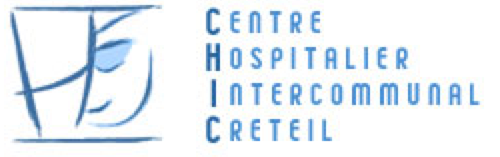 CENTRE
HOSPITALIER
INTERCOMMUNAL
CRETEIL